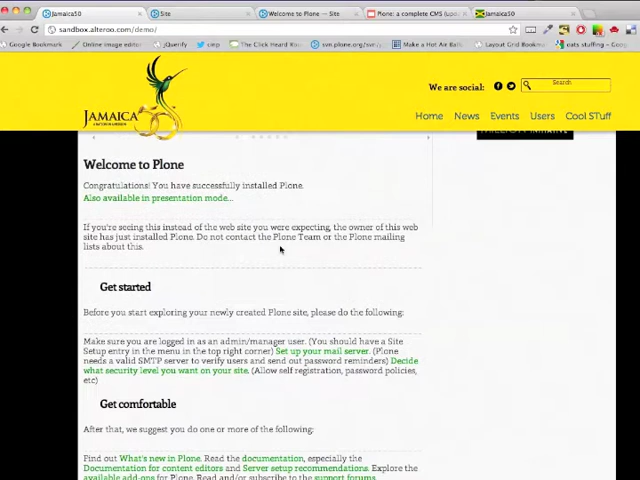 Jamaica50
Site
Welcome to Plone — Site
Plone: a complete CMS (upd
Jamaica50
sandbox.alteroo.com/demo/
Google Bookmark
Online image editor
jQuerify
The Click Heard Roun
svn.plone.org/svn/
Make a Hot Air Ball
Layout Grid Bookmar
oats stuffing – Goog
We are social:
Search
JAMAICA
50
Home
News
Events
Users
Cool STuff
Welcome to Plone
Congratulations! You have successfully installed Plone.
Also available in presentation mode...
If you're seeing this instead of the web site you were expecting, the owner of this web
site has just installed Plone. Do not contact the Plone Team or the Plone mailing
lists about this.
Get started
Before you start exploring your newly created Plone site, please do the following:
Make sure you are logged in as an admin/manager user. (You should have a Site
Setup entry in the menu in the top right corner) Set up your mail server. (Plone
needs a valid SMTP server to verify users and send out password reminders) Decide
what security level you want on your site. (Allow self registration, password policies,
etc)
Get comfortable
After that, we suggest you do one or more of the following:
Find out What's new in Plone. Read the documentation, especially the
Documentation for content editors and Server setup recommendations. Explore the
available add-ons for Plone. Read and/or subscribe to the support forums.